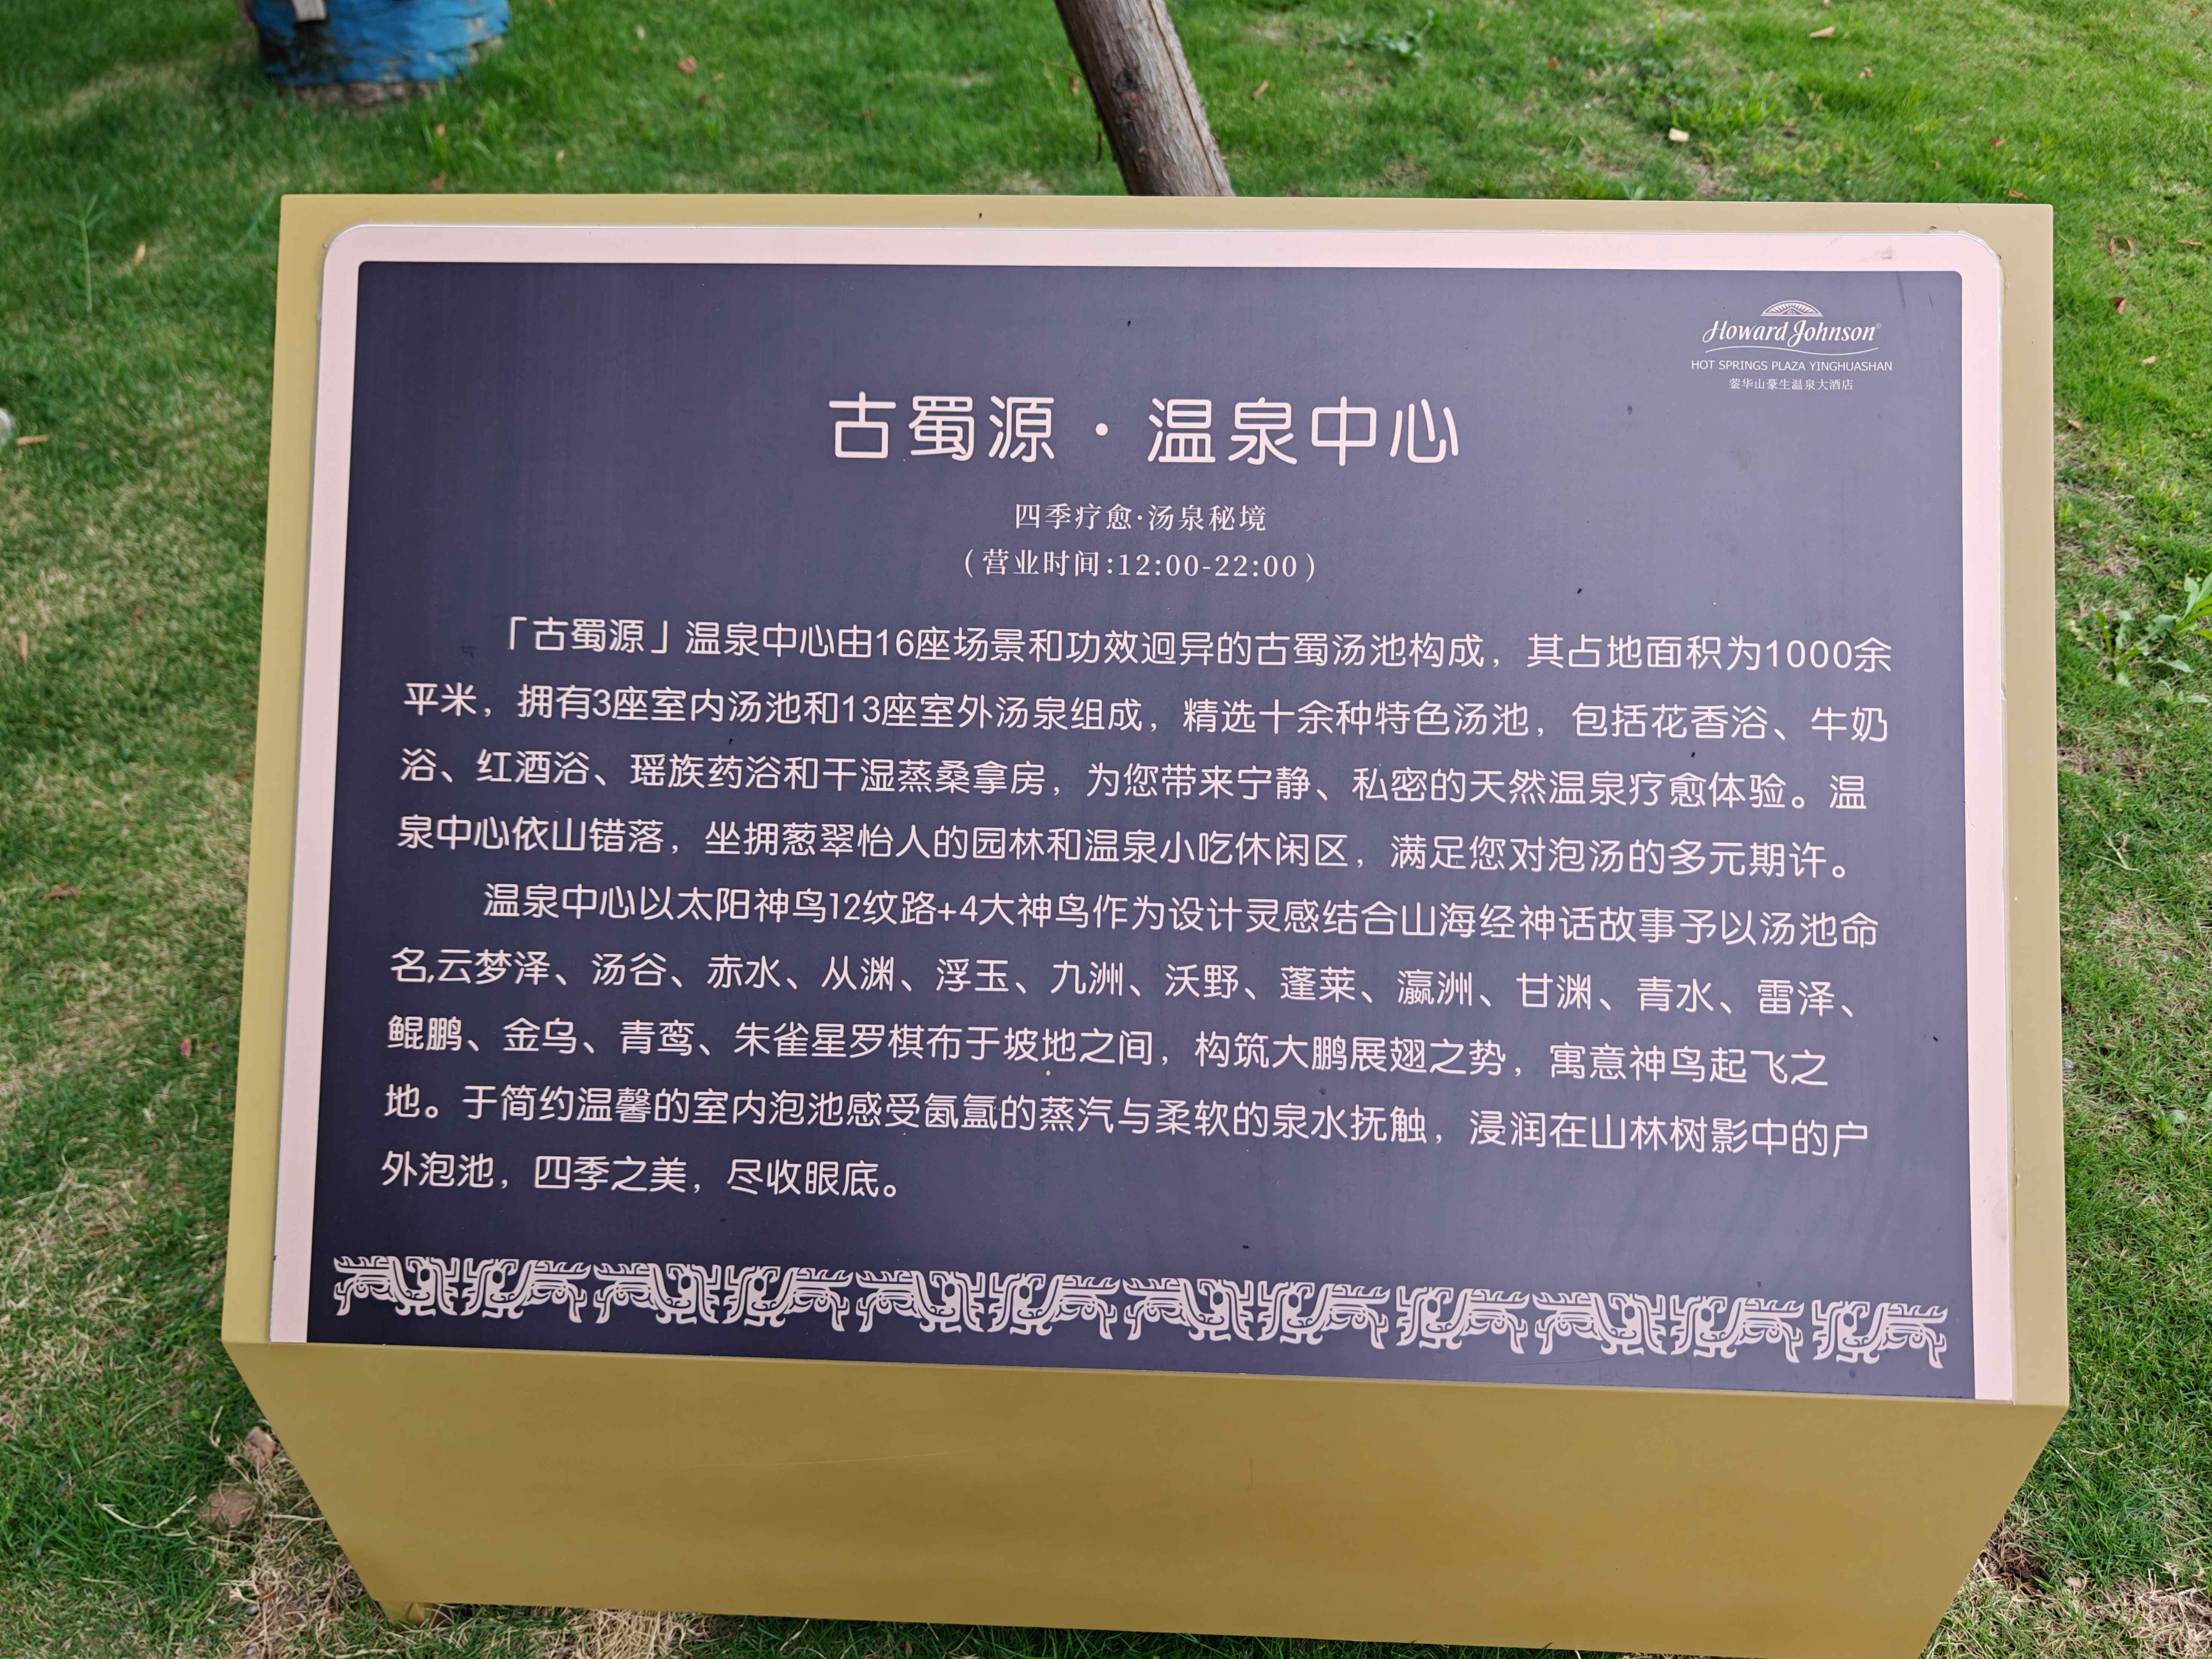 Howard Johnson®
HOT SPRINGS PLAZA YINGHUASHAN
蓥华山豪生温泉大酒店
古蜀源·温泉中心
四季疗愈·汤泉秘境
(营业时间:12:00-22:00)
「古蜀源」温泉中心由16座场景和功效迥异的古蜀汤池构成，其占地面积为1000余
平米，拥有3座室内汤池和13座室外汤泉组成，精选十余种特色汤池，包括花香浴、牛奶
浴、红酒浴、瑶族药浴和干湿蒸桑拿房，为您带来宁静、私密的天然温泉疗愈体验。温
泉中心依山错落，坐拥葱翠怡人的园林和温泉小吃休闲区，满足您对泡汤的多元期许。
温泉中心以太阳神鸟12纹路+4大神鸟作为设计灵感结合山海经神话故事予以汤池命
名,云梦泽、汤谷、赤水、从渊、浮玉、九洲、沃野、蓬莱、瀛洲、甘渊、青水、雷泽、
鲲鹏、金乌、青鸾、朱雀星罗棋布于坡地之间，构筑大鹏展翅之势，寓意神鸟起飞之
地。于简约温馨的室内泡池感受氤氲的蒸汽与柔软的泉水抚触，浸润在山林树影中的户
外泡池，四季之美，尽收眼底。